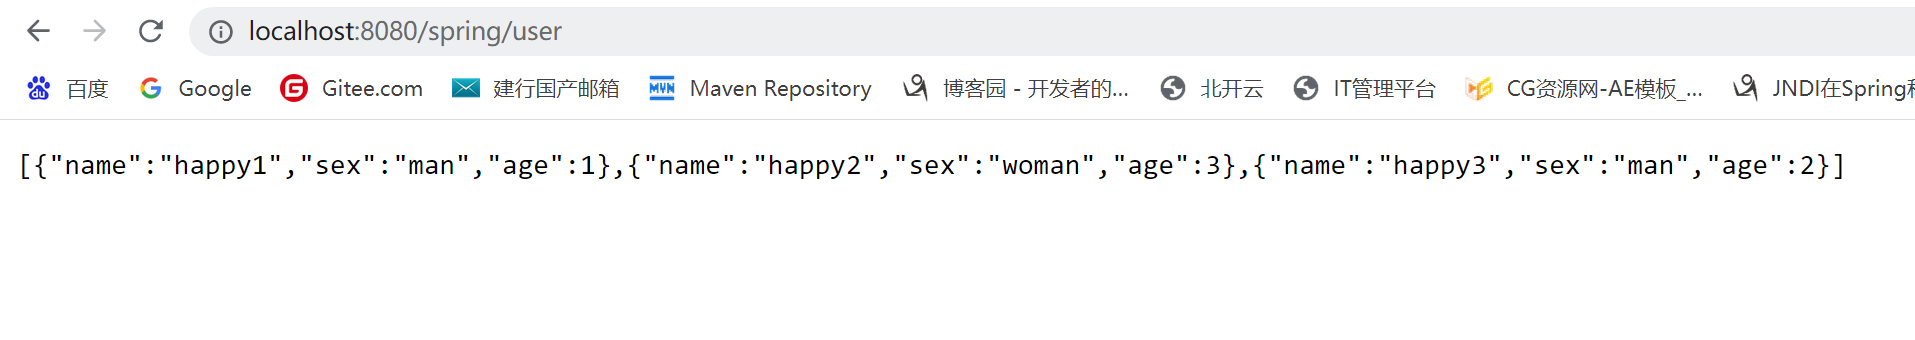 localhost:8080/spring/user
百度 Google Gitee.com 建行国产邮箱 MVN Maven Repository 博客园 - 开发者的... 北开云 IT管理平台 CG资源网-AE模板_... JNDI在Spring和
[{"name":"happy1","sex":"man","age":1},{"name":"happy2","sex":"woman","age":3},{"name":"happy3","sex":"man","age":2}]